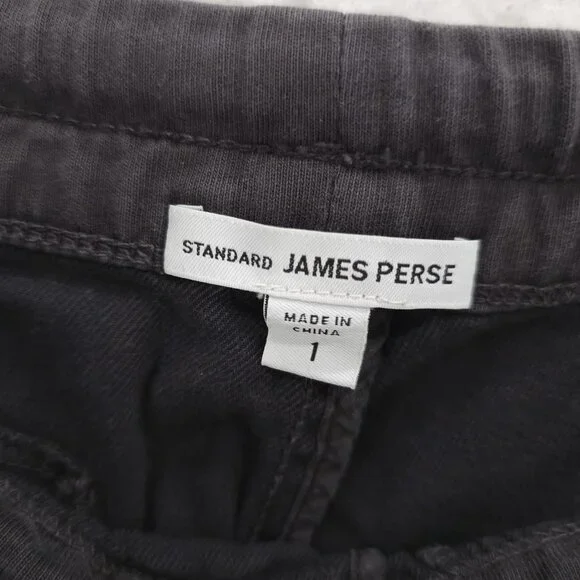 STANDARD JAMES PERSE
MADE IN
CHINA
1